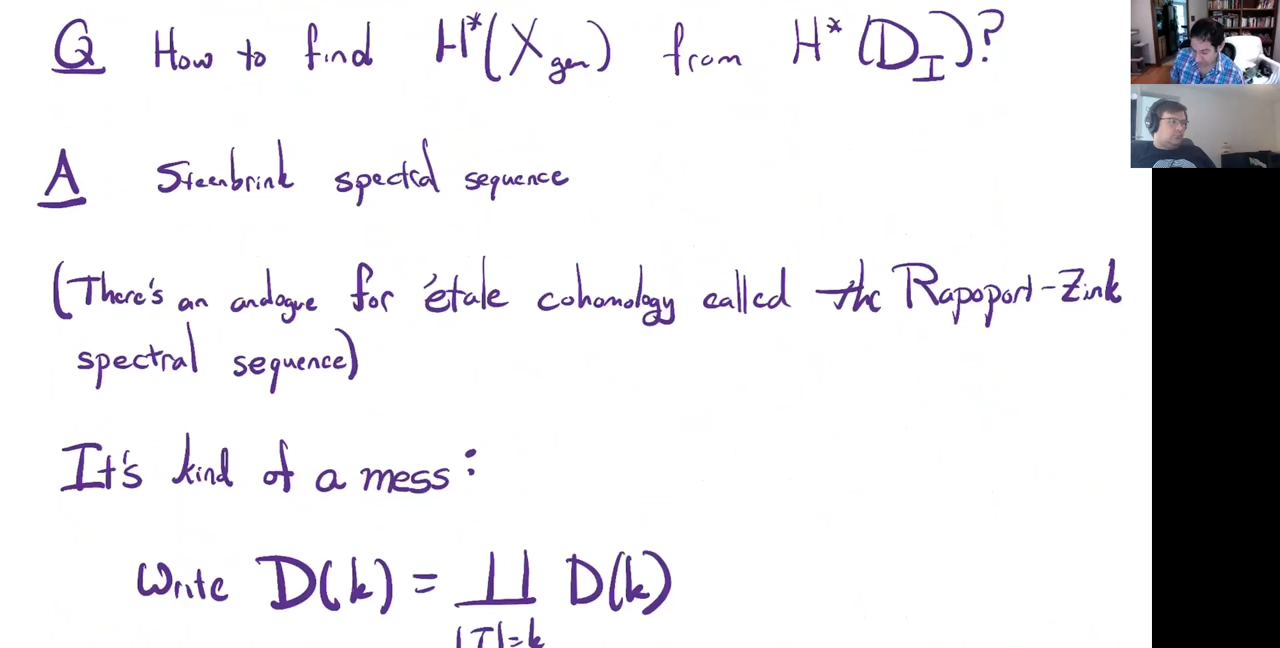 Q How to find H*(X_gen) from H*(D_I)?
A Steenbrink spectral sequence
(There's an analogue for étale cohomology called the Rapoport-Zink
spectral sequence)
It's kind of a mess:
Write D(k) = ∐ D(k)
|I|=k